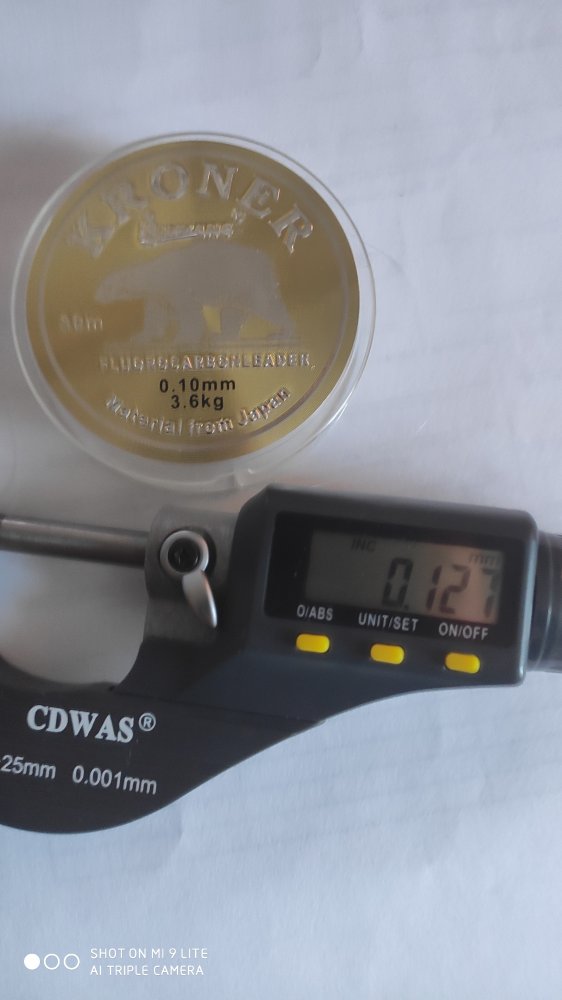 KRONER
50m
FLUOROCARBONLEADER.
0.10mm
3.6kg
Material from Japan
INC
mm
0.127
0/ABS UNIT/SET ON/OFF
CDWAS®
25mm 0.001mm
SHOT ON MI 9 LITE
AI TRIPLE CAMERA